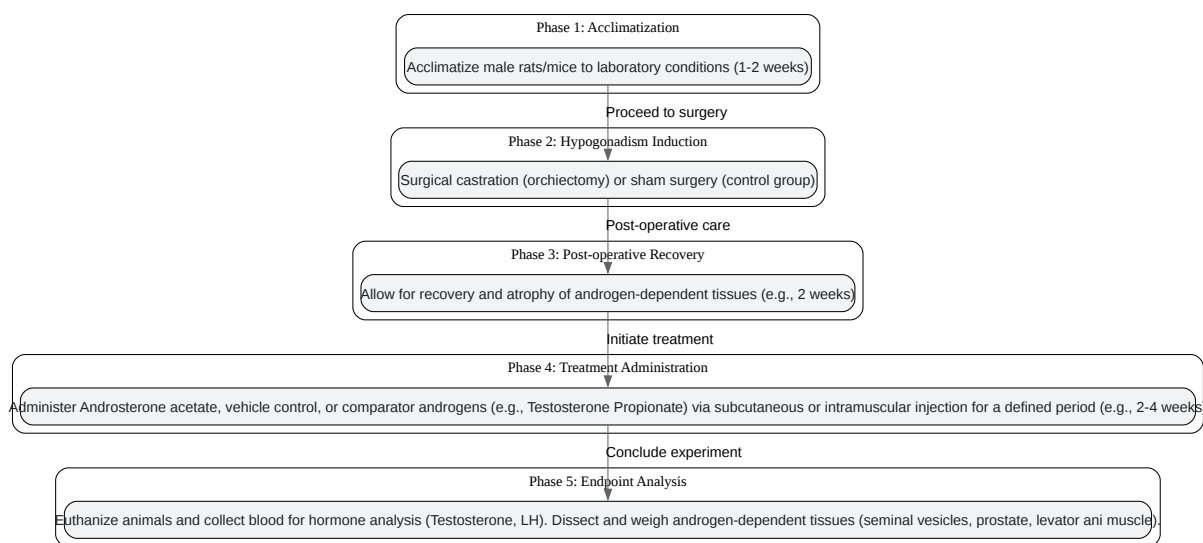 Phase 1: Acclimatization
Acclimatize male rats/mice to laboratory conditions (1-2 weeks)
Proceed to surgery
Phase 2: Hypogonadism Induction
Surgical castration (orchiectomy) or sham surgery (control group)
Post-operative care
Phase 3: Post-operative Recovery
Allow for recovery and atrophy of androgen-dependent tissues (e.g., 2 weeks)
Initiate treatment
Phase 4: Treatment Administration
Administer Androsterone acetate, vehicle control, or comparator androgens (e.g., Testosterone Propionate) via subcutaneous or intramuscular injection for a defined period (e.g., 2-4 weeks
Conclude experiment
Phase 5: Endpoint Analysis
Euthanize animals and collect blood for hormone analysis (Testosterone, LH). Dissect and weigh androgen-dependent tissues (seminal vesicles, prostate, levator ani muscle).